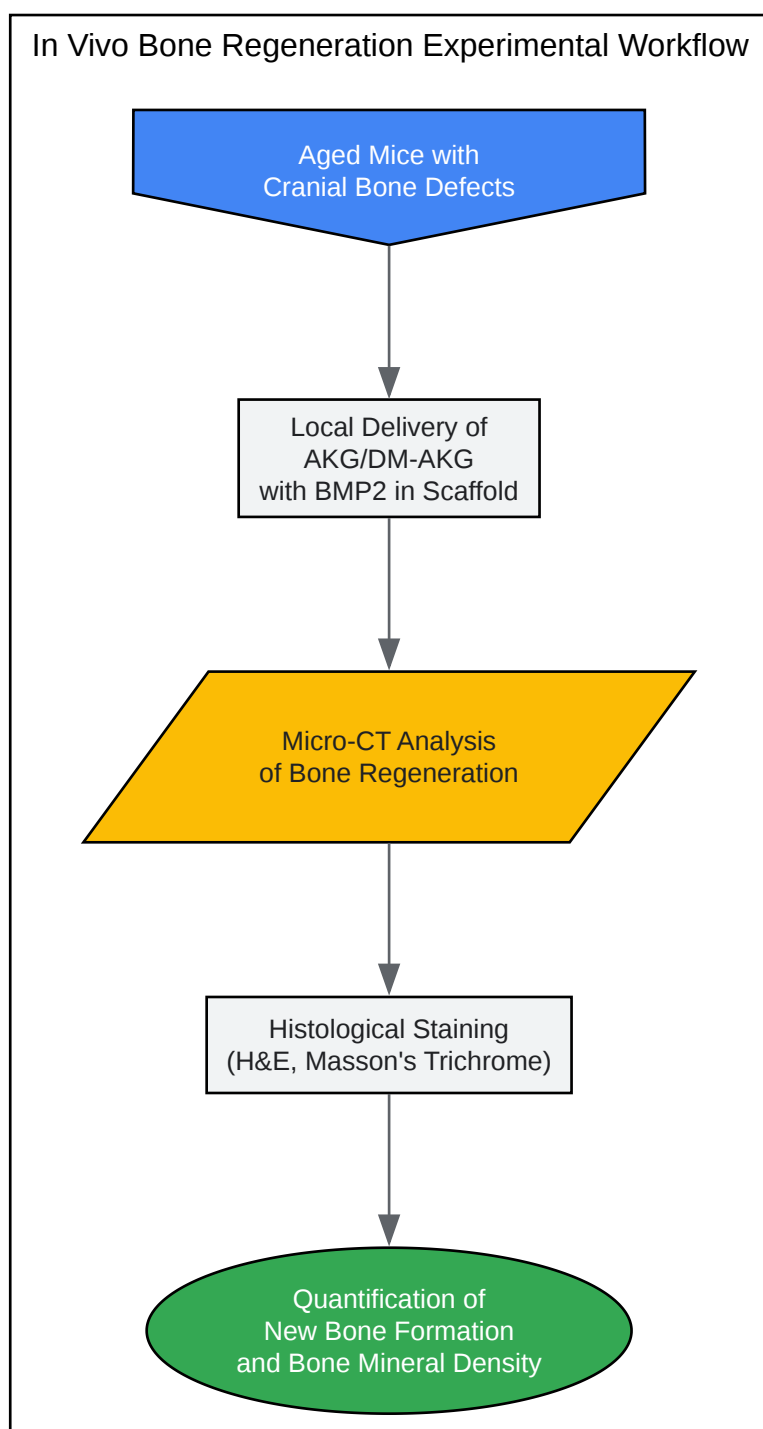 In Vivo Bone Regeneration Experimental Workflow
Aged Mice with
Cranial Bone Defects
Local Delivery of
AKG/DM-AKG
with BMP2 in Scaffold
Micro-CT Analysis
of Bone Regeneration
Histological Staining
(H&E, Masson's Trichrome)
Quantification of
New Bone Formation
and Bone Mineral Density